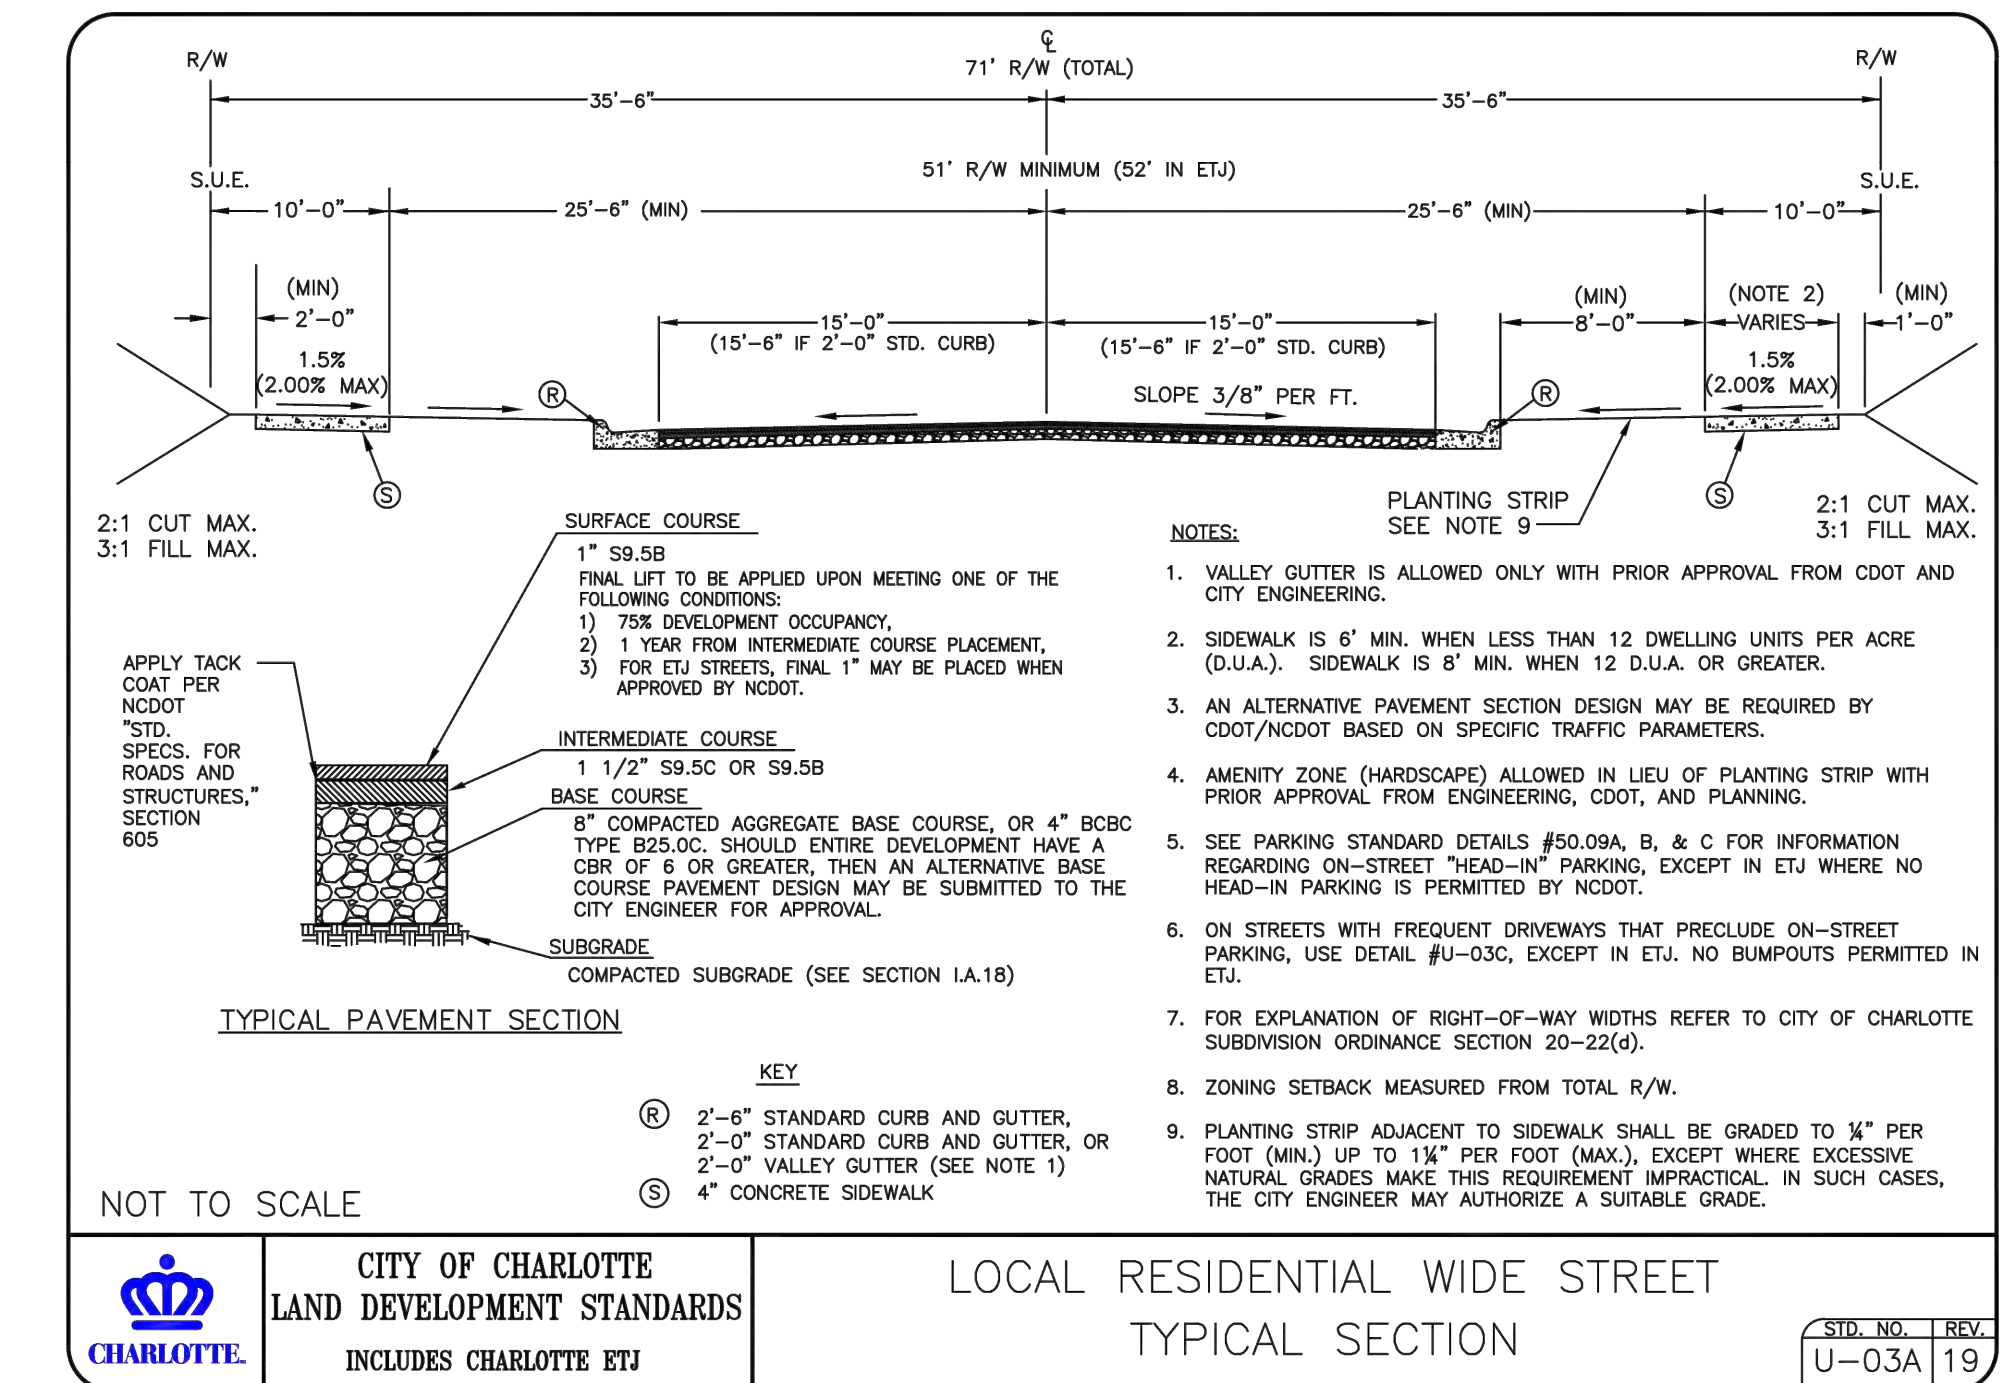 R/W
℄
71' R/W (TOTAL)
R/W
35'-6"
35'-6"
51' R/W MINIMUM (52' IN ETJ)
S.U.E.
S.U.E.
10'-0"
25'-6" (MIN)
25'-6" (MIN)
10'-0"
(MIN)
2'-0"
15'-0"
(15'-6" IF 2'-0" STD. CURB)
15'-0"
(15'-6" IF 2'-0" STD. CURB)
(MIN)
8'-0"
(NOTE 2)
VARIES
(MIN)
1'-0"
1.5%
(2.00% MAX)
SLOPE 3/8" PER FT.
1.5%
(2.00% MAX)
R
R
S
S
2:1 CUT MAX.
3:1 FILL MAX.
PLANTING STRIP
SEE NOTE 9
2:1 CUT MAX.
3:1 FILL MAX.
SURFACE COURSE
1" S9.5B
FINAL LIFT TO BE APPLIED UPON MEETING ONE OF THE
FOLLOWING CONDITIONS:
1) 75% DEVELOPMENT OCCUPANCY,
2) 1 YEAR FROM INTERMEDIATE COURSE PLACEMENT,
3) FOR ETJ STREETS, FINAL 1" MAY BE PLACED WHEN
APPROVED BY NCDOT.
APPLY TACK
COAT PER
NCDOT
"STD.
SPECS. FOR
ROADS AND
STRUCTURES,"
SECTION
605
INTERMEDIATE COURSE
1 1/2" S9.5C OR S9.5B
BASE COURSE
8" COMPACTED AGGREGATE BASE COURSE, OR 4" BCBC
TYPE B25.0C. SHOULD ENTIRE DEVELOPMENT HAVE A
CBR OF 6 OR GREATER, THEN AN ALTERNATIVE BASE
COURSE PAVEMENT DESIGN MAY BE SUBMITTED TO THE
CITY ENGINEER FOR APPROVAL.
SUBGRADE
COMPACTED SUBGRADE (SEE SECTION I.A.18)
TYPICAL PAVEMENT SECTION
KEY
R 2'-6" STANDARD CURB AND GUTTER,
2'-0" STANDARD CURB AND GUTTER, OR
2'-0" VALLEY GUTTER (SEE NOTE 1)
S 4" CONCRETE SIDEWALK
NOTES:
1. VALLEY GUTTER IS ALLOWED ONLY WITH PRIOR APPROVAL FROM CDOT AND
CITY ENGINEERING.
2. SIDEWALK IS 6' MIN. WHEN LESS THAN 12 DWELLING UNITS PER ACRE
(D.U.A.). SIDEWALK IS 8' MIN. WHEN 12 D.U.A. OR GREATER.
3. AN ALTERNATIVE PAVEMENT SECTION DESIGN MAY BE REQUIRED BY
CDOT/NCDOT BASED ON SPECIFIC TRAFFIC PARAMETERS.
4. AMENITY ZONE (HARDSCAPE) ALLOWED IN LIEU OF PLANTING STRIP WITH
PRIOR APPROVAL FROM ENGINEERING, CDOT, AND PLANNING.
5. SEE PARKING STANDARD DETAILS #50.09A, B, & C FOR INFORMATION
REGARDING ON-STREET "HEAD-IN" PARKING, EXCEPT IN ETJ WHERE NO
HEAD-IN PARKING IS PERMITTED BY NCDOT.
6. ON STREETS WITH FREQUENT DRIVEWAYS THAT PRECLUDE ON-STREET
PARKING, USE DETAIL #U-03C, EXCEPT IN ETJ. NO BUMPOUTS PERMITTED IN
ETJ.
7. FOR EXPLANATION OF RIGHT-OF-WAY WIDTHS REFER TO CITY OF CHARLOTTE
SUBDIVISION ORDINANCE SECTION 20-22(d).
8. ZONING SETBACK MEASURED FROM TOTAL R/W.
9. PLANTING STRIP ADJACENT TO SIDEWALK SHALL BE GRADED TO ¼" PER
FOOT (MIN.) UP TO 1¼" PER FOOT (MAX.), EXCEPT WHERE EXCESSIVE
NATURAL GRADES MAKE THIS REQUIREMENT IMPRACTICAL. IN SUCH CASES,
THE CITY ENGINEER MAY AUTHORIZE A SUITABLE GRADE.
NOT TO SCALE
CHARLOTTE.
CITY OF CHARLOTTE
LAND DEVELOPMENT STANDARDS
INCLUDES CHARLOTTE ETJ
LOCAL RESIDENTIAL WIDE STREET
TYPICAL SECTION
STD. NO.
REV.
U-03A
19